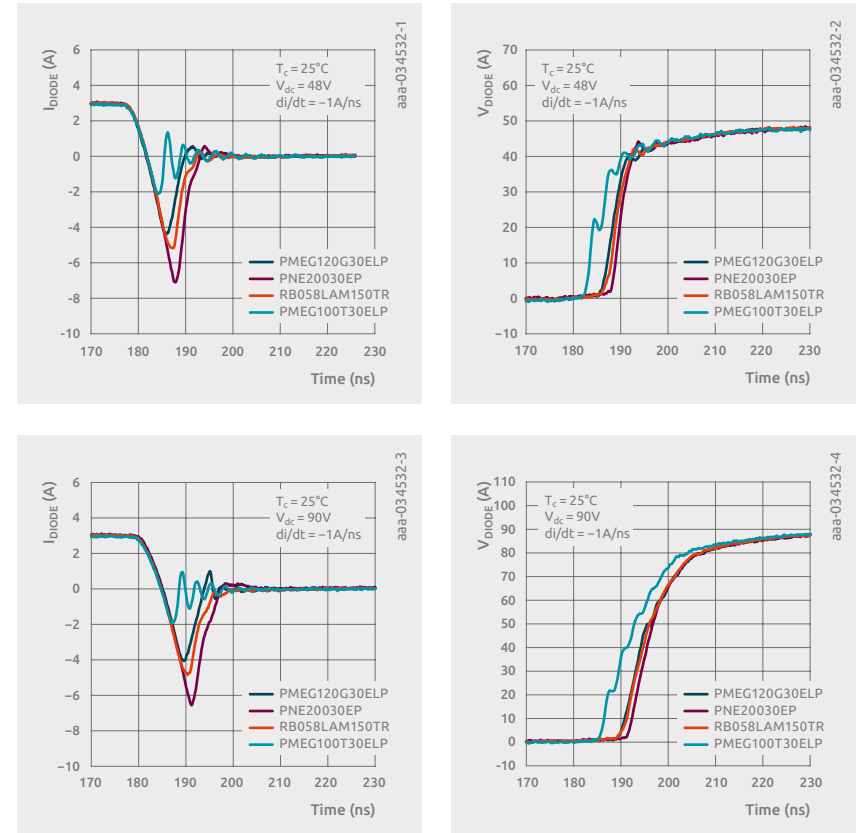 aaa-034532-1
I_DIODE (A)
6
4
2
0
-2
-4
-6
-8
-10
T_c = 25°C
V_dc = 48V
di/dt = −1A/ns
PMEG120G30ELP
PNE20030EP
RB058LAM150TR
PMEG100T30ELP
170 180 190 200 210 220 230
Time (ns)
aaa-034532-2
V_DIODE (A)
70
60
50
40
30
20
10
0
−10
T_c = 25°C
V_dc = 48V
di/dt = −1A/ns
PMEG120G30ELP
PNE20030EP
RB058LAM150TR
PMEG100T30ELP
170 180 190 200 210 220 230
Time (ns)
aaa-034532-3
I_DIODE (A)
6
4
2
0
−2
−4
−6
−8
−10
T_c = 25°C
V_dc = 90V
di/dt = −1A/ns
PMEG120G30ELP
PNE20030EP
RB058LAM150TR
PMEG100T30ELP
170 180 190 200 210 220 230
Time (ns)
aaa-034532-4
V_DIODE (A)
110
100
90
80
70
60
50
40
30
20
10
0
-10
T_c = 25°C
V_dc = 90V
di/dt = −1A/ns
PMEG120G30ELP
PNE20030EP
RB058LAM150TR
PMEG100T30ELP
170 180 190 200 210 220 230
Time (ns)